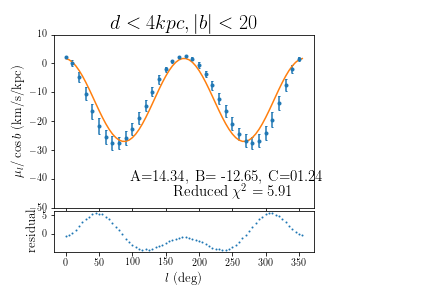 d < 4kpc, |b| < 20
10
0
−10
−20
−30
−40
−50
μ_l/ cos b (km/s/kpc)
A=14.34, B= -12.65, C=01.24
Reduced χ² = 5.91
5
0
residual
0 50 100 150 200 250 300 350
l (deg)